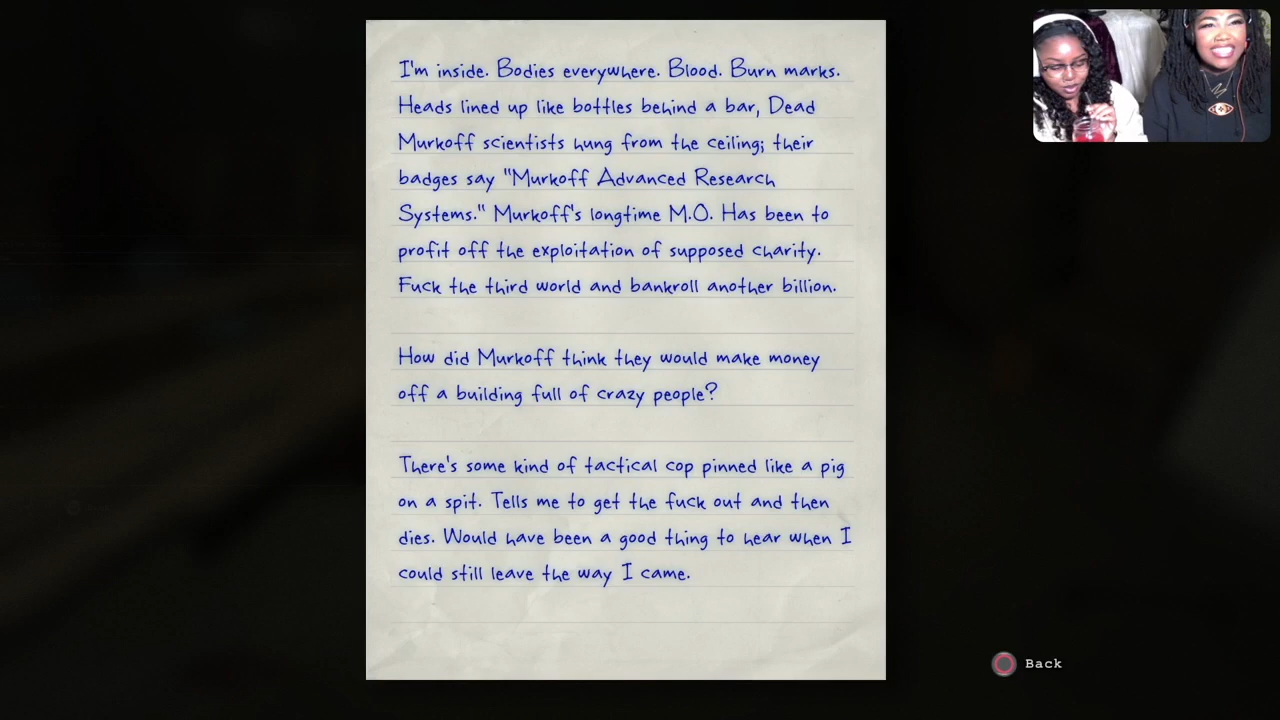 I'm inside. Bodies everywhere. Blood. Burn marks.
Heads lined up like bottles behind a bar, Dead
Murkoff scientists hung from the ceiling; their
badges say "Murkoff Advanced Research
Systems." Murkoff's longtime M.O. Has been to
profit off the exploitation of supposed charity.
Fuck the third world and bankroll another billion.
How did Murkoff think they would make money
off a building full of crazy people?
There's some kind of tactical cop pinned like a pig
on a spit. Tells me to get the fuck out and then
dies. Would have been a good thing to hear when I
could still leave the way I came.
Back